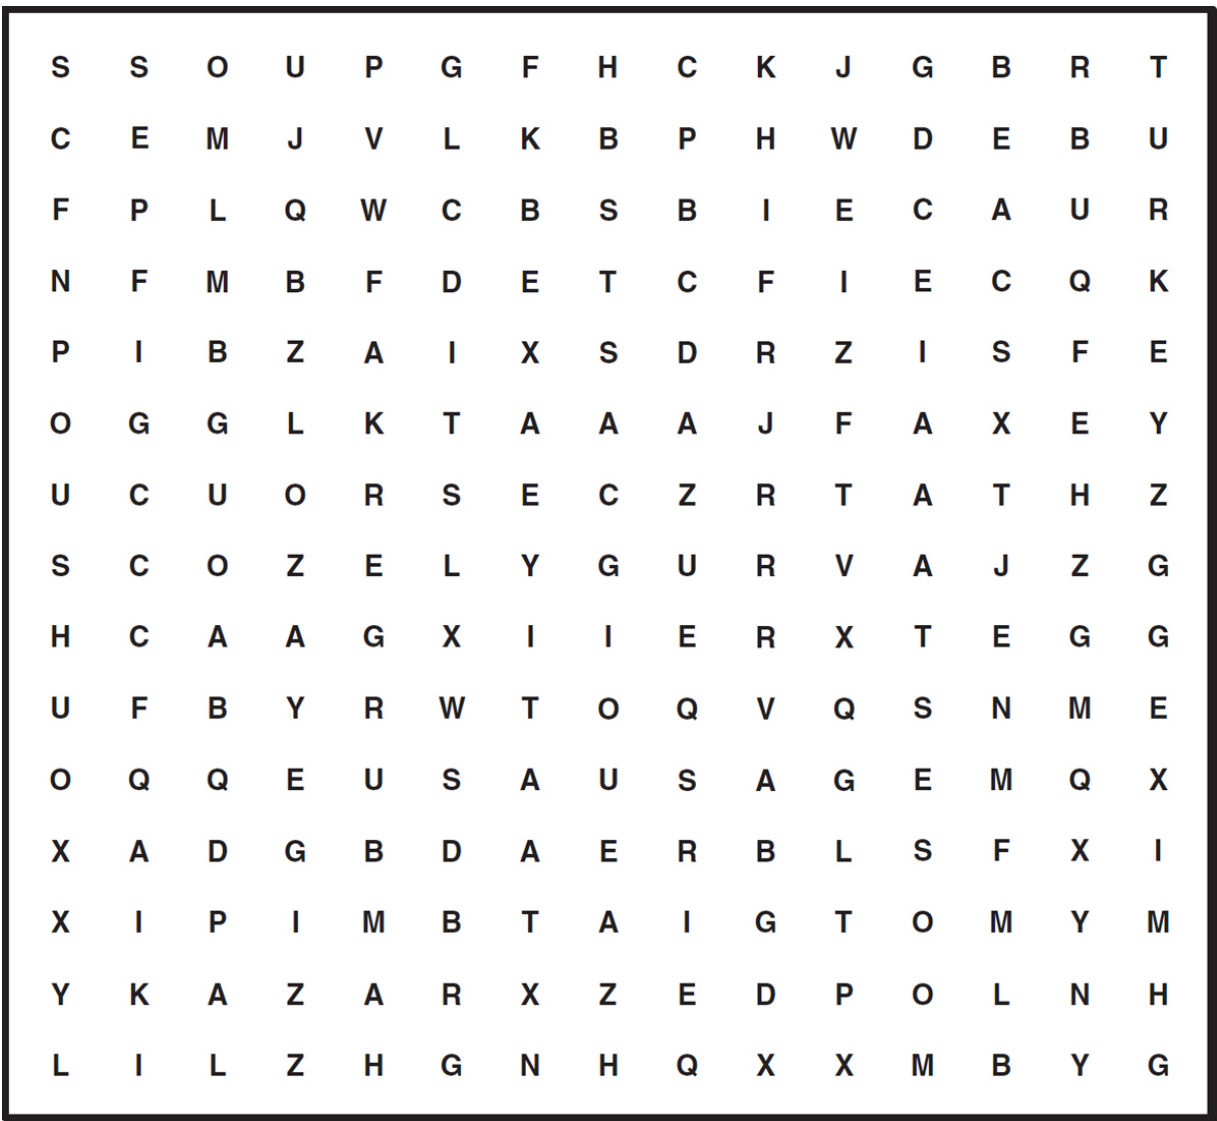 S S O U P G F H C K J G B R T
C E M J V L K B P H W D E B U
F P L Q W C B S B I E C A U R
N F M B F D E T C F I E C Q K
P I B Z A I X S D R Z I S F E
O G G L K T A A A J F A X E Y
U C U O R S E C Z R T A T H Z
S C O Z E L Y G U R V A J Z G
H C A A G X I I E R X T E G G
U F B Y R W T O Q V Q S N M E
O Q Q E U S A U S A G E M Q X
X A D G B D A E R B L S F X I
X I P I M B T A I G T O M Y M
Y K A Z A R X Z E D P O L N H
L I L Z H G N H Q X X M B Y G